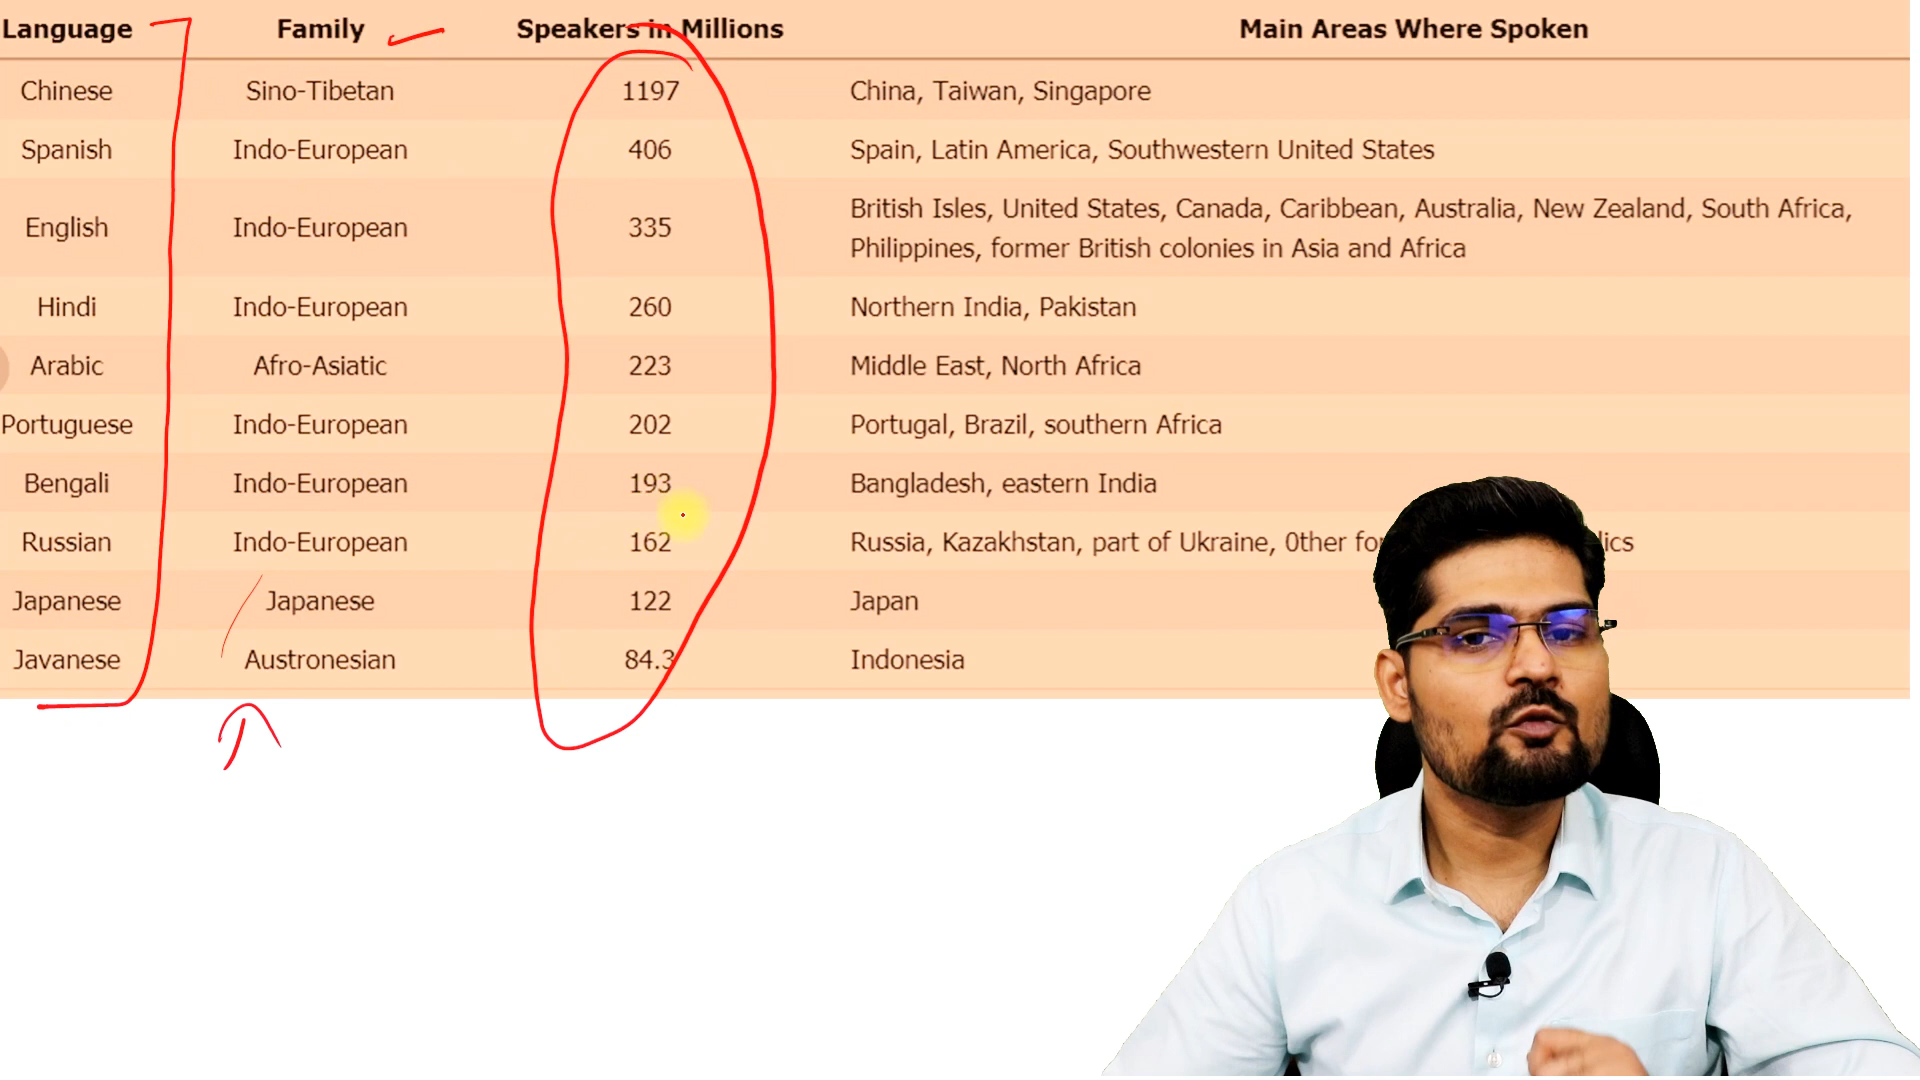 Language Family Speakers in Millions Main Areas Where Spoken
Chinese Sino-Tibetan 1197 China, Taiwan, Singapore
Spanish Indo-European 406 Spain, Latin America, Southwestern United States
English Indo-European 335 British Isles, United States, Canada, Caribbean, Australia, New Zealand, South Africa,
Philippines, former British colonies in Asia and Africa
Hindi Indo-European 260 Northern India, Pakistan
Arabic Afro-Asiatic 223 Middle East, North Africa
Portuguese Indo-European 202 Portugal, Brazil, southern Africa
Bengali Indo-European 193 Bangladesh, eastern India
Russian Indo-European 162 Russia, Kazakhstan, part of Ukraine, 0ther
Japanese Japanese 122 Japan
Javanese Austronesian 84.3 Indonesia